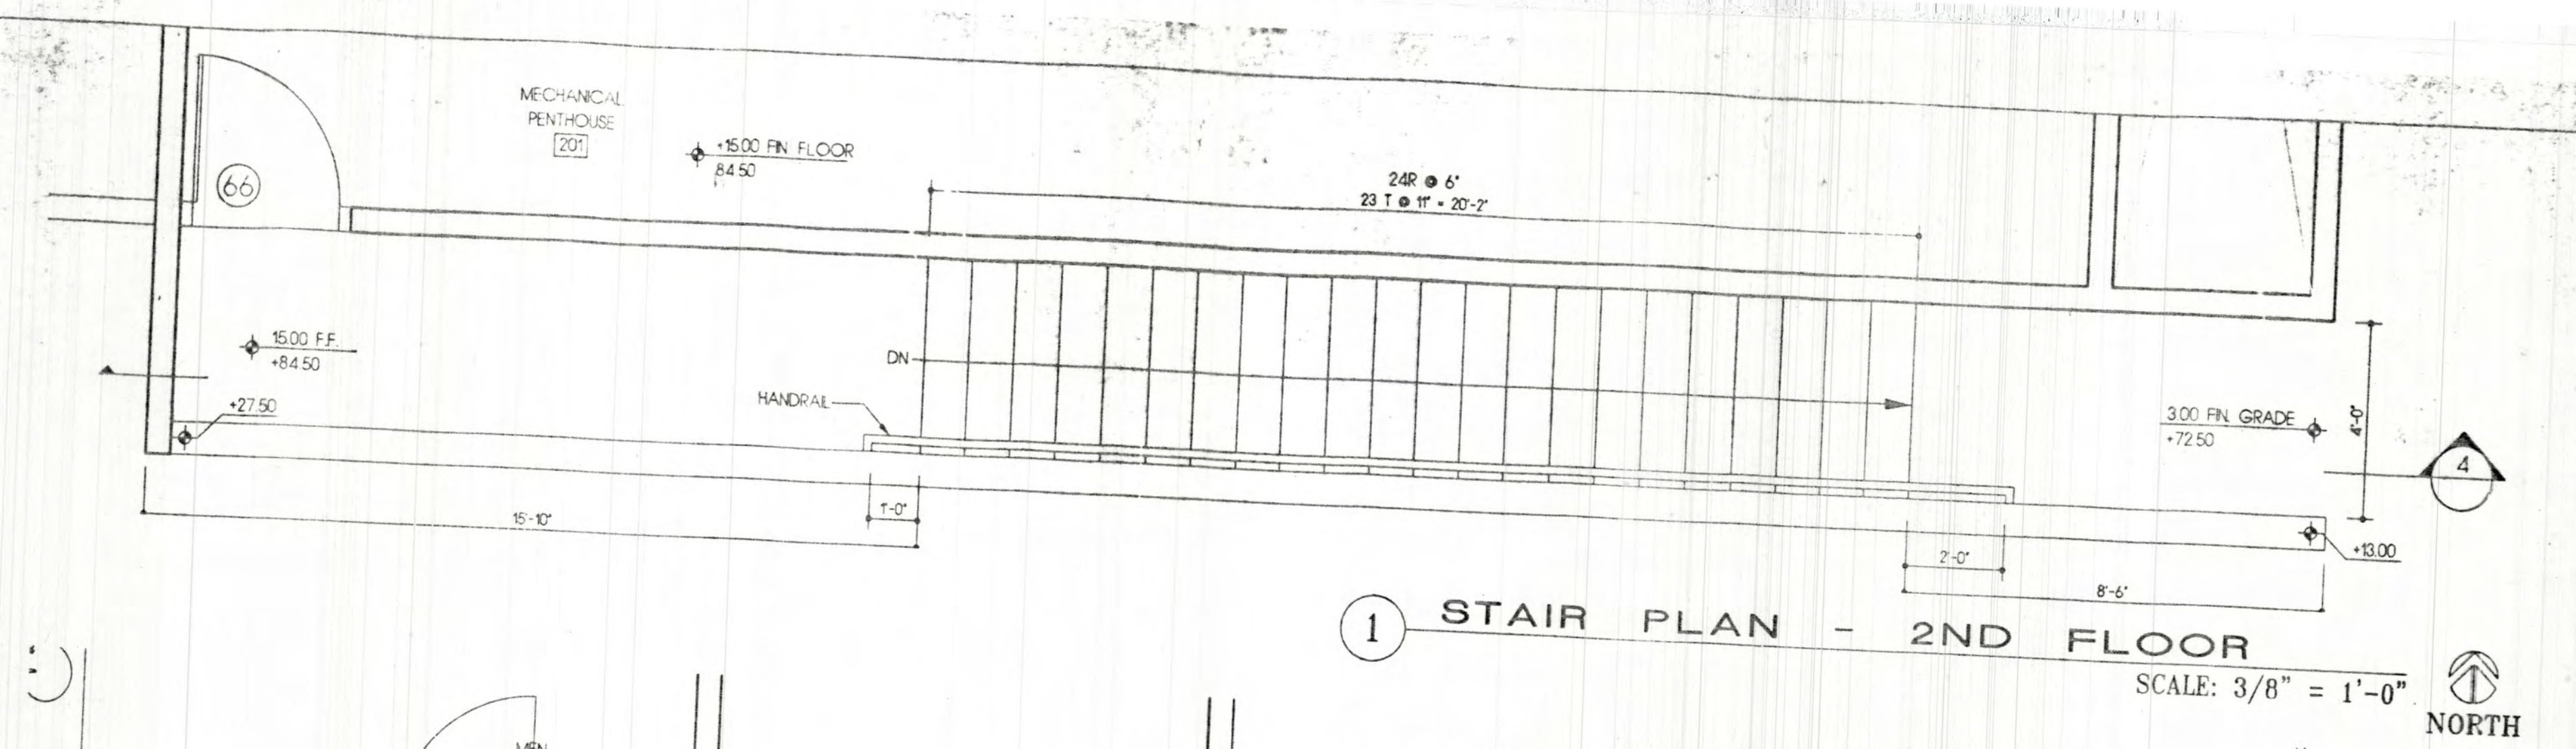 MECHANICAL
PENTHOUSE
201
+15.00 FIN FLOOR
84.50
66
24R @ 6"
23 T @ 11" = 20'-2"
15.00 F.F.
+84.50
+27.50
DN
HANDRAIL
3.00 FIN. GRADE
+72.50
4'-0"
4
15'-10"
1'-0"
2'-0"
8'-6"
+13.00
1 STAIR PLAN - 2ND FLOOR
SCALE: 3/8" = 1'-0"
NORTH
MEN